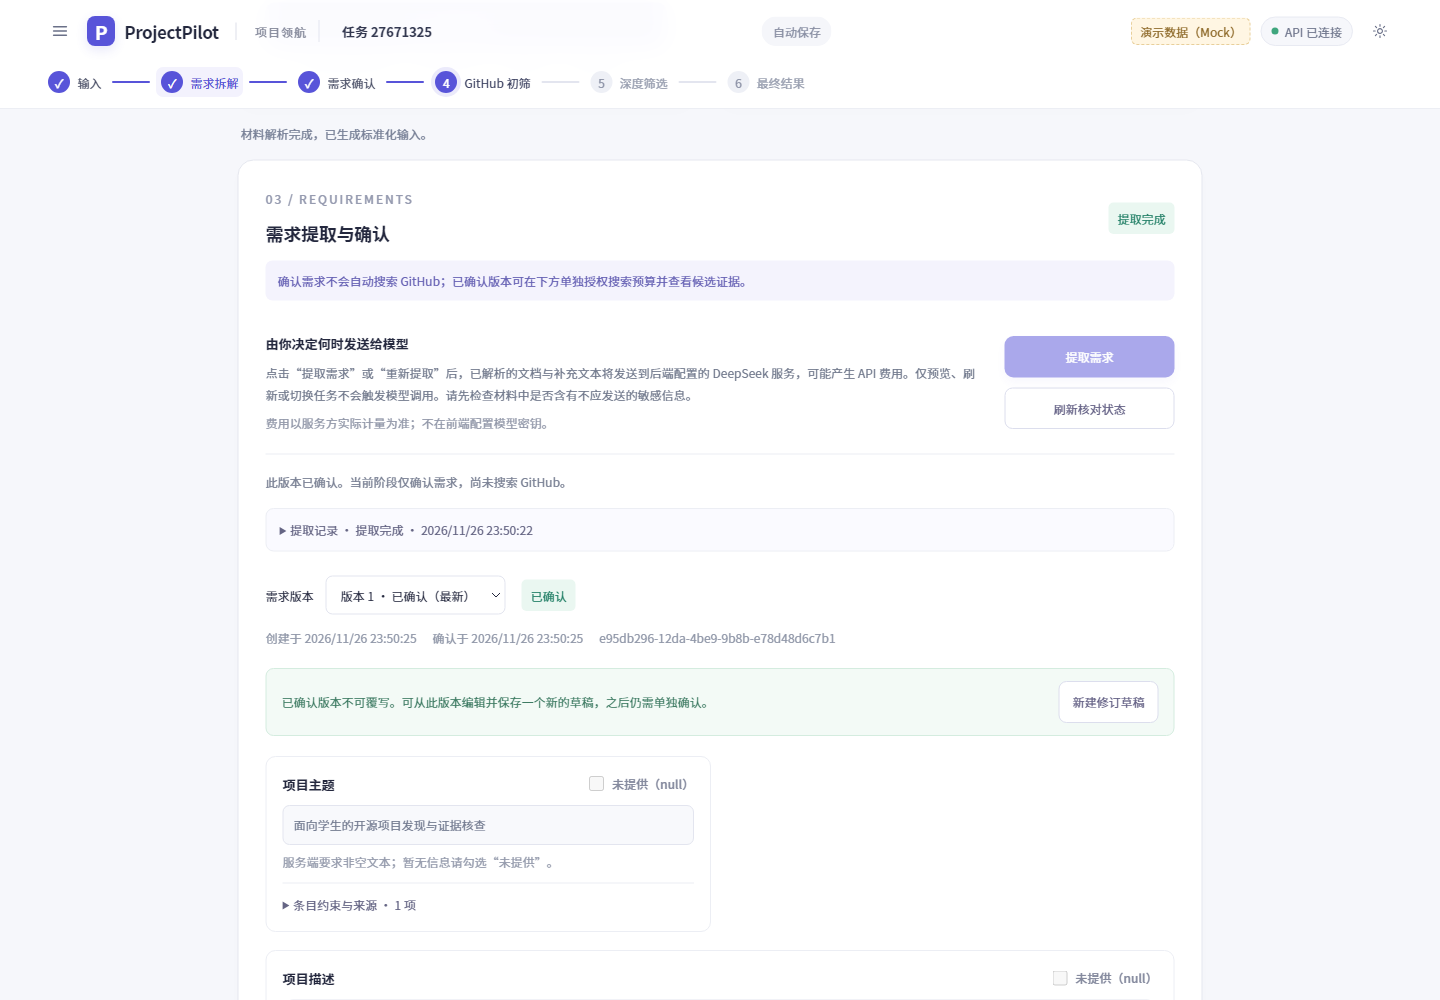 P ProjectPilot 项目领航 任务 27671325 自动保存 演示数据（Mock） API 已连接
✓ 输入 ✓ 需求拆解 ✓ 需求确认 4 GitHub 初筛 5 深度筛选 6 最终结果
材料解析完成，已生成标准化输入。
03 / REQUIREMENTS
需求提取与确认
提取完成
确认需求不会自动搜索 GitHub；已确认版本可在下方单独授权搜索预算并查看候选证据。
由你决定何时发送给模型
点击“提取需求”或“重新提取”后，已解析的文档与补充文本将发送到后端配置的 DeepSeek 服务，可能产生 API 费用。仅预览、刷
新或切换任务不会触发模型调用。请先检查材料中是否含有不应发送的敏感信息。
费用以服务方实际计量为准；不在前端配置模型密钥。
提取需求
刷新核对状态
此版本已确认。当前阶段仅确认需求，尚未搜索 GitHub。
▶ 提取记录 · 提取完成 · 2026/11/26 23:50:22
需求版本 版本 1 · 已确认（最新） 已确认
创建于 2026/11/26 23:50:25 确认于 2026/11/26 23:50:25 e95db296-12da-4be9-9b8b-e78d48d6c7b1
已确认版本不可覆写。可从此版本编辑并保存一个新的草稿，之后仍需单独确认。
新建修订草稿
项目主题 未提供（null）
面向学生的开源项目发现与证据核查
服务端要求非空文本；暂无信息请勾选“未提供”。
▶ 条目约束与来源 · 1 项
项目描述 未提供（null）